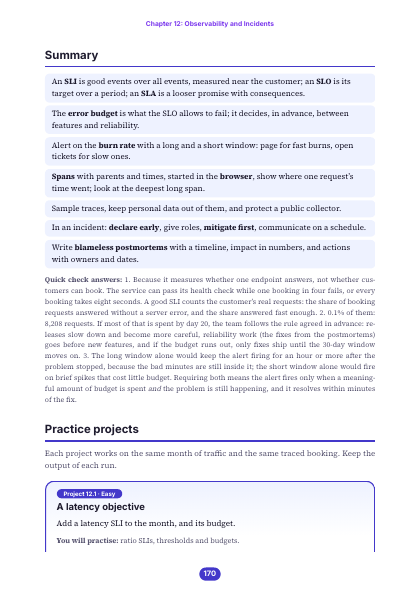 Chapter 12: Observability and Incidents
Summary
An SLI is good events over all events, measured near the customer; an SLO is its
target over a period; an SLA is a looser promise with consequences.
The error budget is what the SLO allows to fail; it decides, in advance, between
features and reliability.
Alert on the burn rate with a long and a short window: page for fast burns, open
tickets for slow ones.
Spans with parents and times, started in the browser, show where one request's
time went; look at the deepest long span.
Sample traces, keep personal data out of them, and protect a public collector.
In an incident: declare early, give roles, mitigate first, communicate on a schedule.
Write blameless postmortems with a timeline, impact in numbers, and actions
with owners and dates.
Quick check answers: 1. Because it measures whether one endpoint answers, not whether cus-
tomers can book. The service can pass its health check while one booking in four fails, or every
booking takes eight seconds. A good SLI counts the customer's real requests: the share of booking
requests answered without a server error, and the share answered fast enough. 2. 0.1% of them:
8,208 requests. If most of that is spent by day 20, the team follows the rule agreed in advance: re-
leases slow down and become more careful, reliability work (the fixes from the postmortems)
goes before new features, and if the budget runs out, only fixes ship until the 30-day window
moves on. 3. The long window alone would keep the alert firing for an hour or more after the
problem stopped, because the bad minutes are still inside it; the short window alone would fire
on brief spikes that cost little budget. Requiring both means the alert fires only when a meaning-
ful amount of budget is spent and the problem is still happening, and it resolves within minutes
of the fix.
Practice projects
Each project works on the same month of traffic and the same traced booking. Keep the
output of each run.
Project 12.1 · Easy
A latency objective
Add a latency SLI to the month, and its budget.
You will practise: ratio SLIs, thresholds and budgets.
170